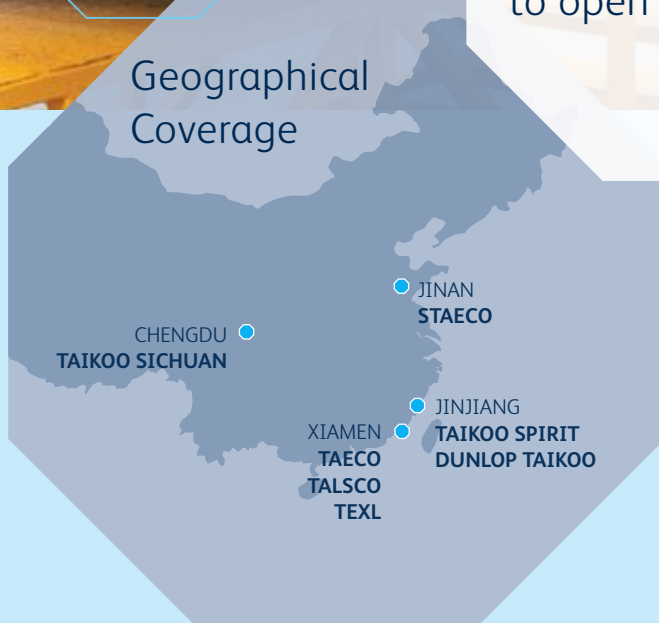 to open
Geographical
Coverage
JINAN
STAECO
CHENGDU
TAIKOO SICHUAN
JINJIANG
TAIKOO SPIRIT
DUNLOP TAIKOO
XIAMEN
TAECO
TALSCO
TEXL